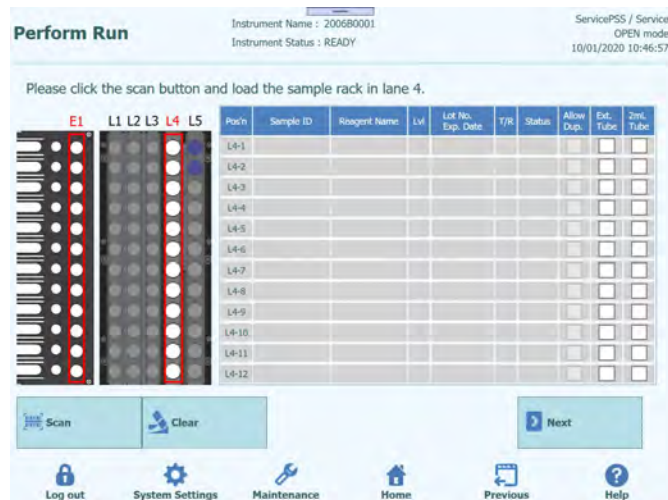 Perform Run
Instrument Name : 2006B0001
Instrument Status : READY
ServicePSS / Service
OPEN mode
10/01/2020 10:46:57
Please click the scan button and load the sample rack in lane 4.
E1 L1 L2 L3 L4 L5
Pos'n Sample ID Reagent Name Lvl Lot No. Exp. Date T/R Status Allow Dup. Ext. Tube 2mL Tube
L4-1
L4-2
L4-3
L4-4
L4-5
L4-6
L4-7
L4-8
L4-9
L4-10
L4-11
L4-12
Scan Clear Next
Log out System Settings Maintenance Home Previous Help